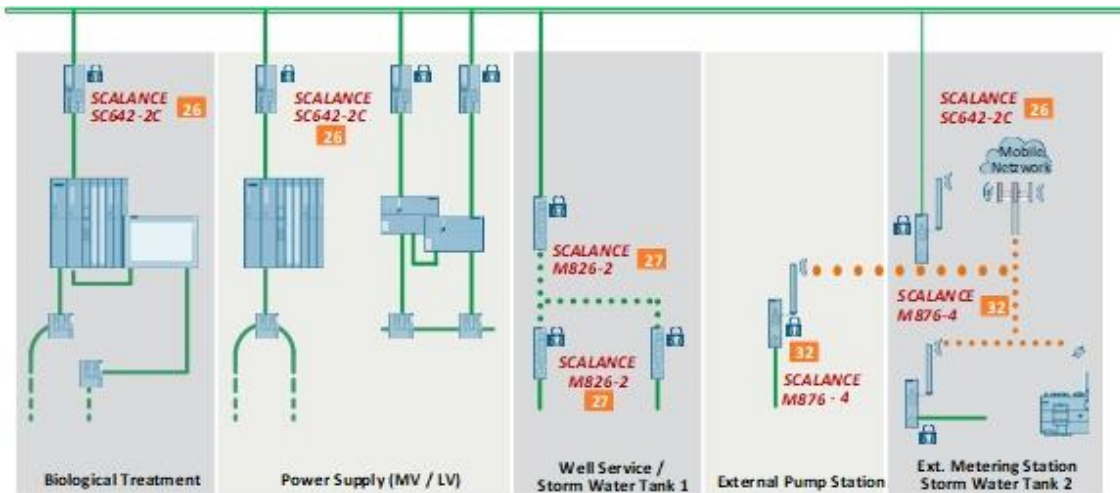 SCALANCE
SC642-2C
26
SCALANCE
SC642-2C
26
SCALANCE
M826-2
27
SCALANCE
M826-2
27
32
SCALANCE
M876 - 4
SCALANCE
SC642-2C
26
Mobile
Netzwork
SCALANCE
M876-4
32
Biological Treatment
Power Supply (MV / LV)
Well Service /
Storm Water Tank 1
External Pump Station
Ext. Metering Station
Storm Water Tank 2